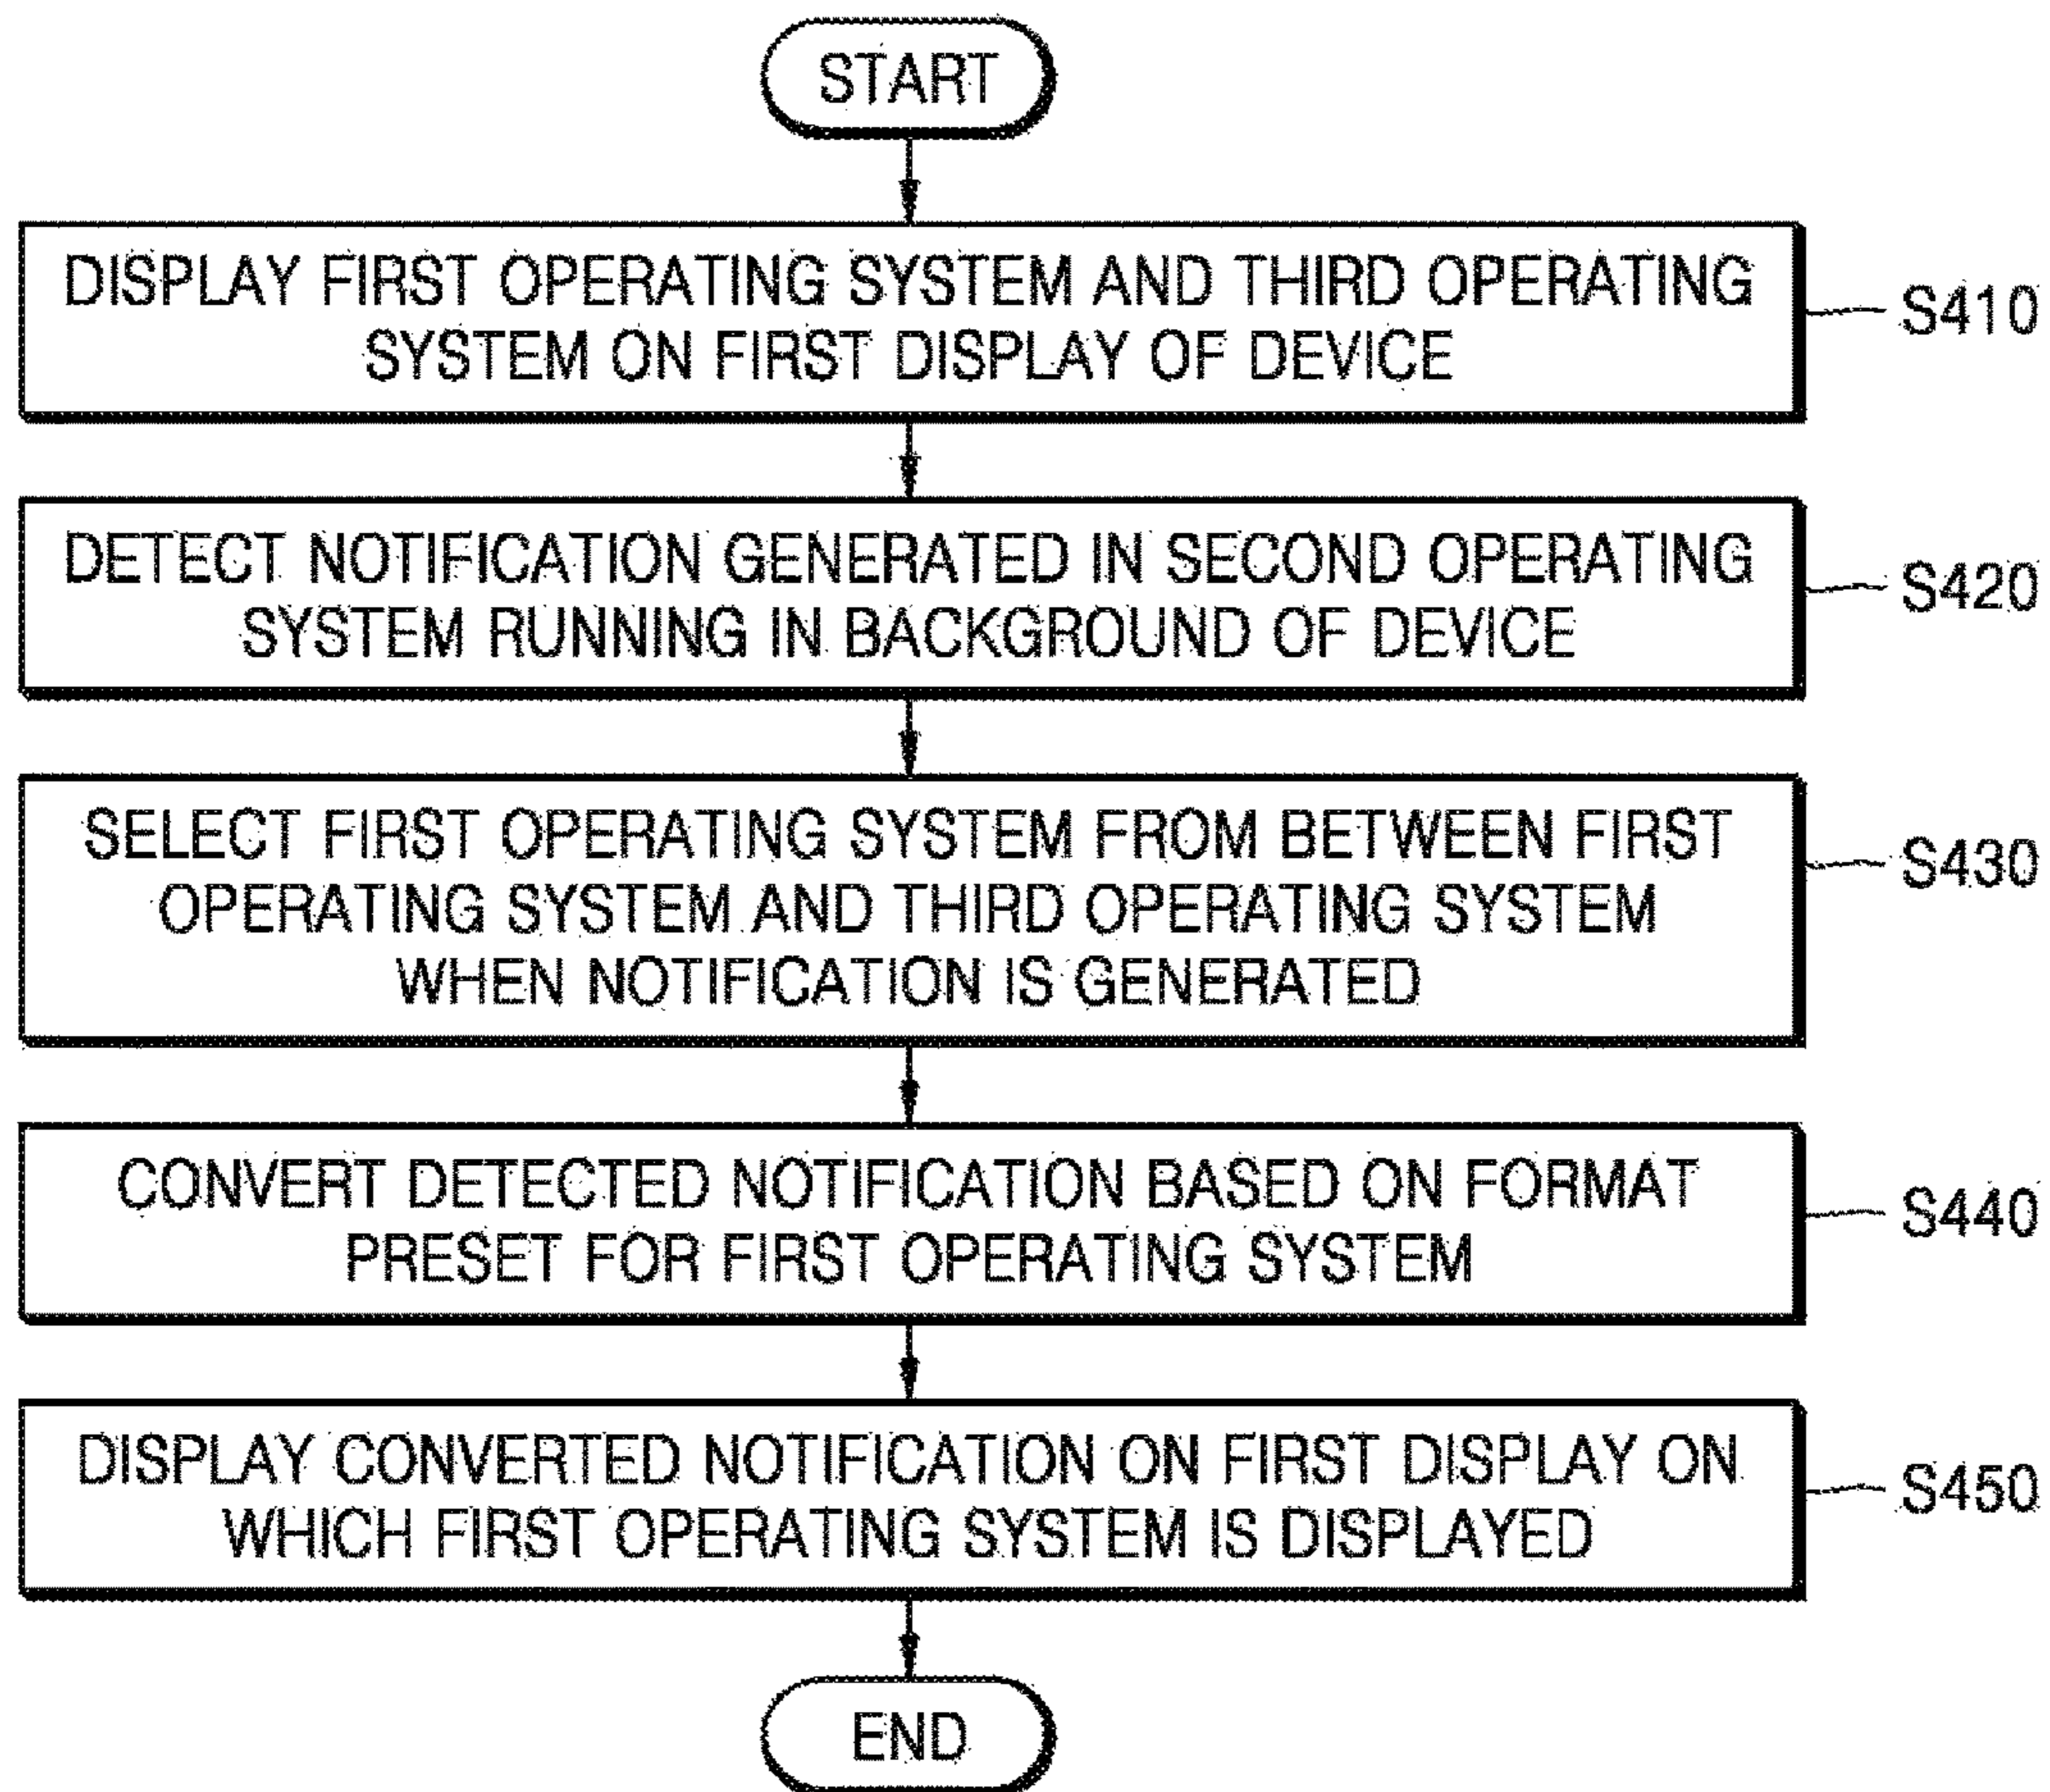 START
DISPLAY FIRST OPERATING SYSTEM AND THIRD OPERATING
SYSTEM ON FIRST DISPLAY OF DEVICE
S410
DETECT NOTIFICATION GENERATED IN SECOND OPERATING
SYSTEM RUNNING IN BACKGROUND OF DEVICE
S420
SELECT FIRST OPERATING SYSTEM FROM BETWEEN FIRST
OPERATING SYSTEM AND THIRD OPERATING SYSTEM
WHEN NOTIFICATION IS GENERATED
S430
CONVERT DETECTED NOTIFICATION BASED ON FORMAT
PRESET FOR FIRST OPERATING SYSTEM
S440
DISPLAY CONVERTED NOTIFICATION ON FIRST DISPLAY ON
WHICH FIRST OPERATING SYSTEM IS DISPLAYED
S450
END